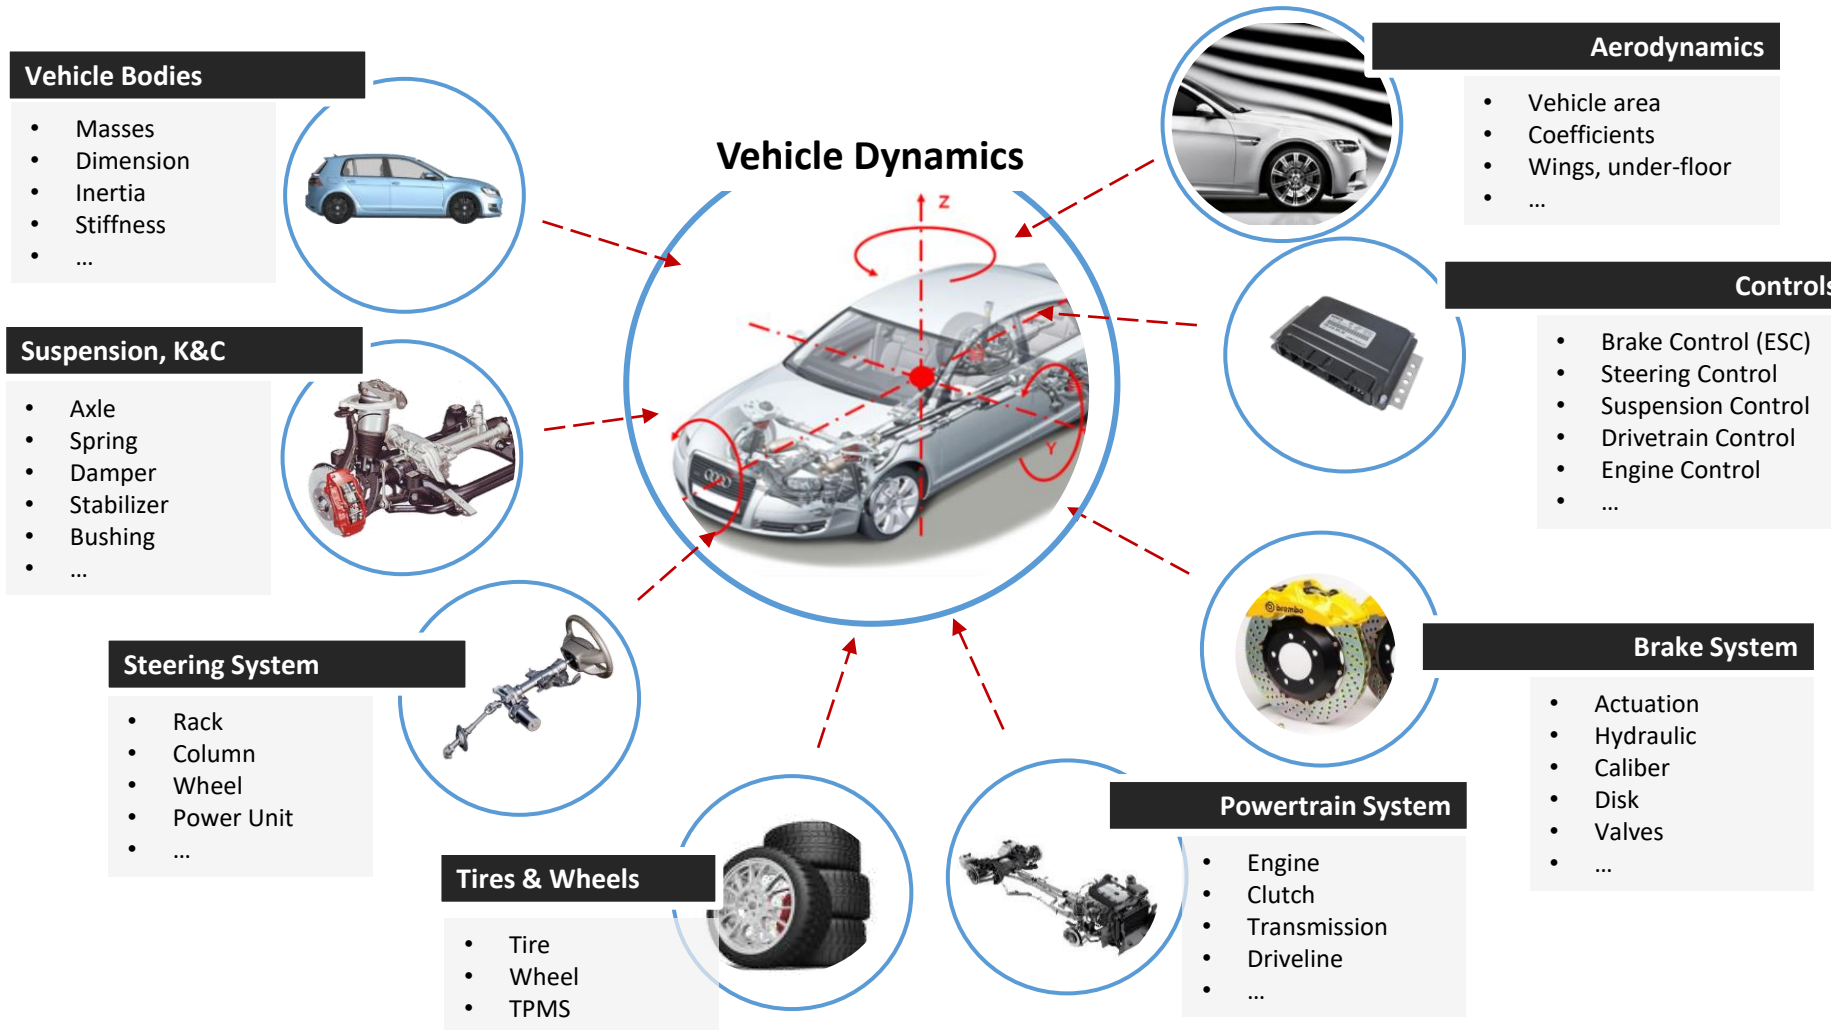 Vehicle Dynamics
Vehicle Bodies
• Masses
• Dimension
• Inertia
• Stiffness
• ...
Suspension, K&C
• Axle
• Spring
• Damper
• Stabilizer
• Bushing
• ...
Steering System
• Rack
• Column
• Wheel
• Power Unit
• ...
Tires & Wheels
• Tire
• Wheel
• TPMS
Powertrain System
• Engine
• Clutch
• Transmission
• Driveline
• ...
Brake System
• Actuation
• Hydraulic
• Caliber
• Disk
• Valves
• ...
Controls
• Brake Control (ESC)
• Steering Control
• Suspension Control
• Drivetrain Control
• Engine Control
• ...
Aerodynamics
• Vehicle area
• Coefficients
• Wings, under-floor
• ...
Z
Y
brembo